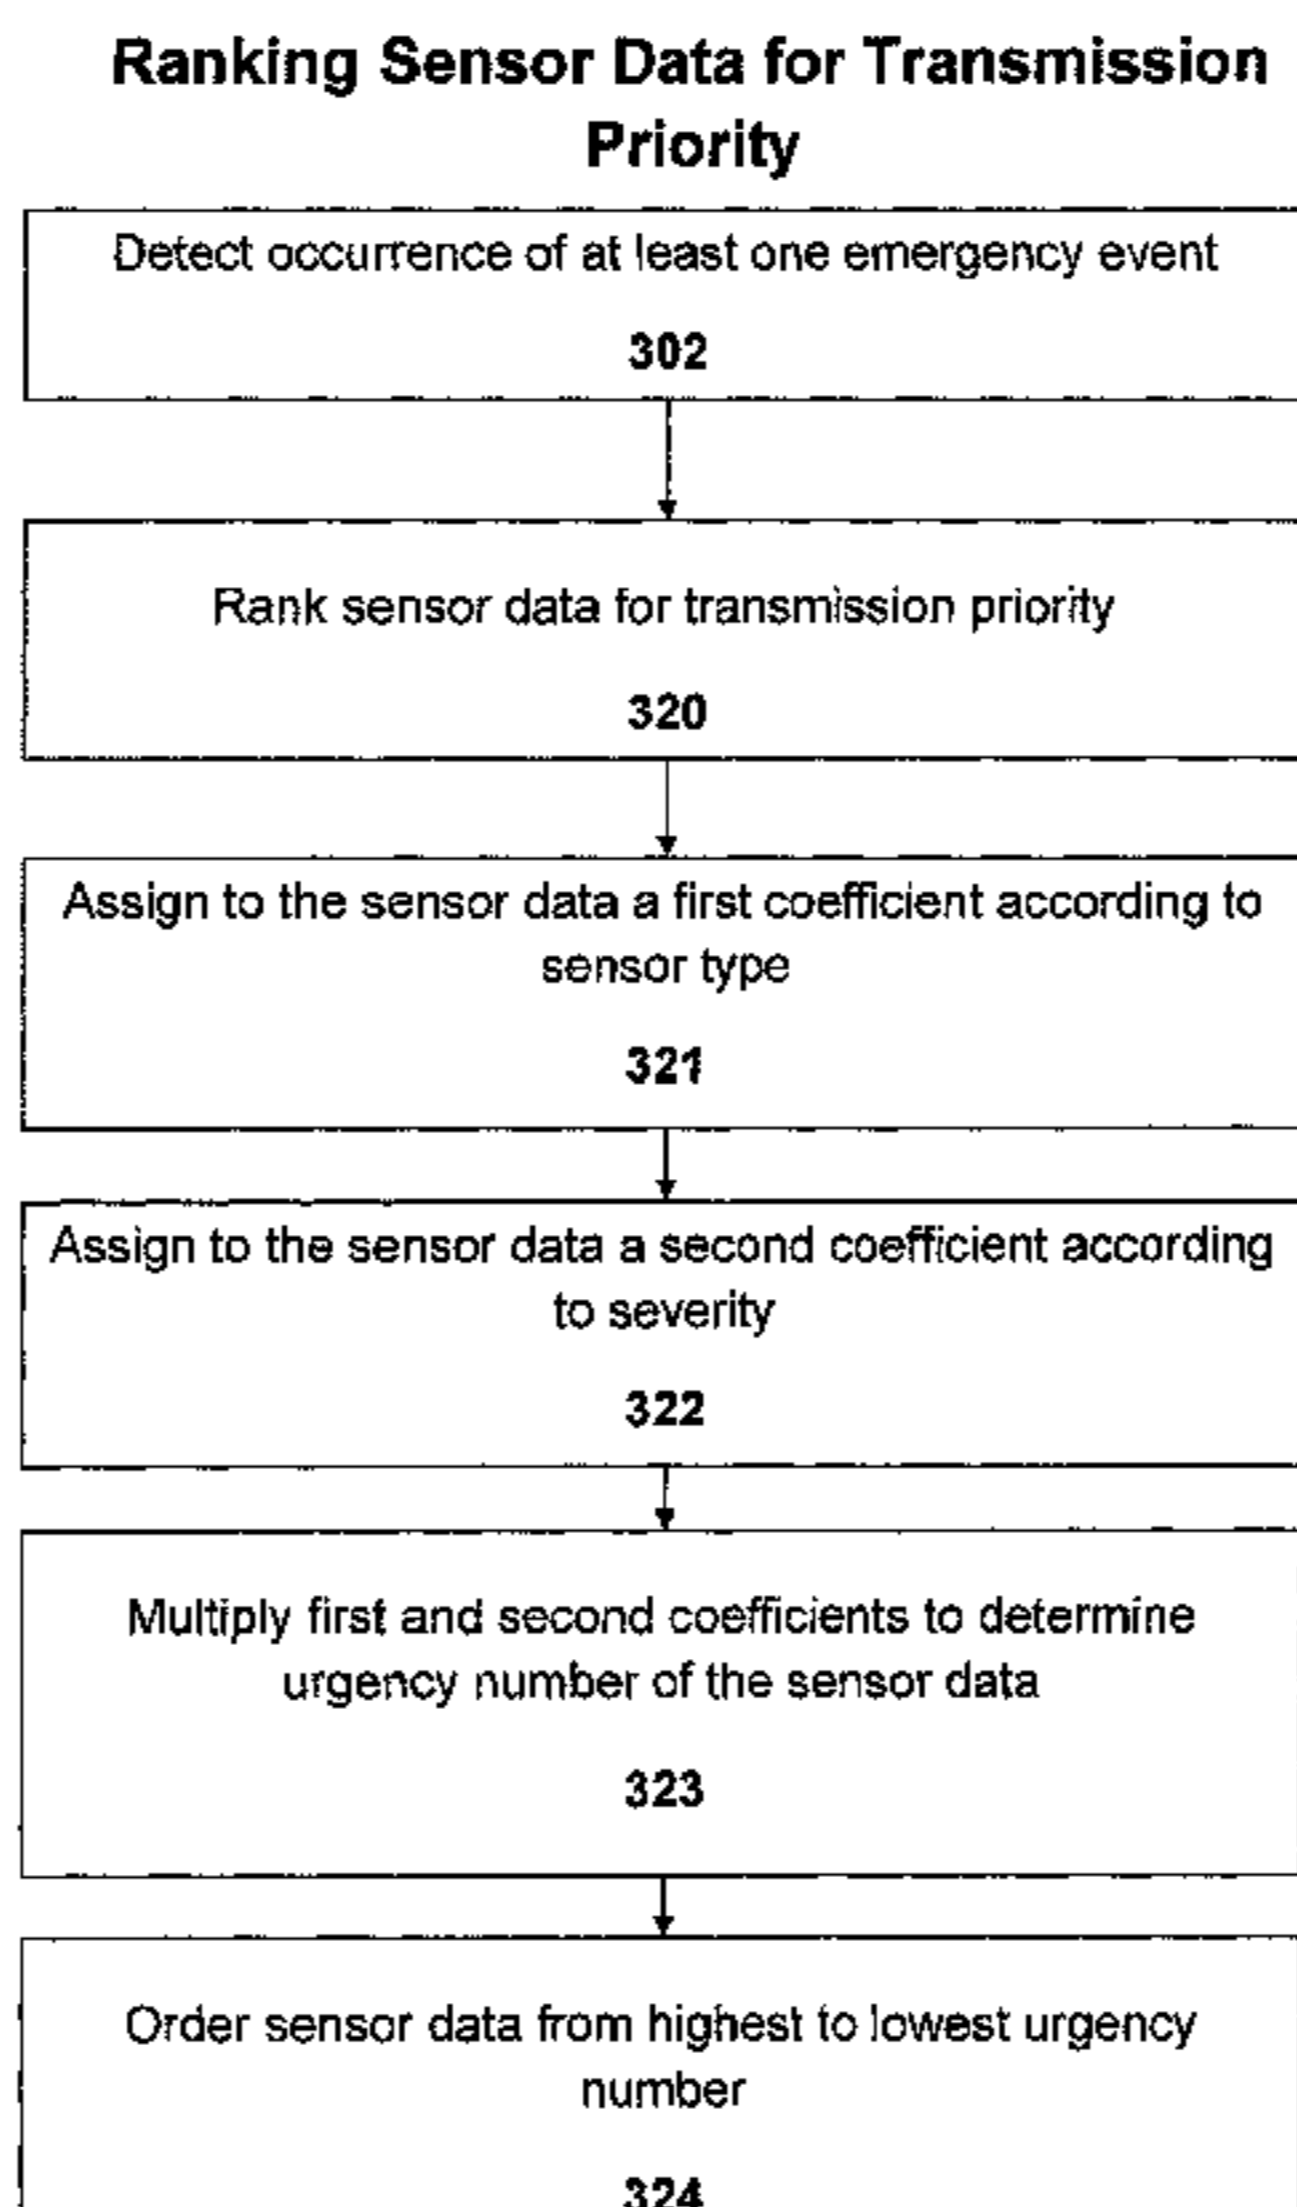 Ranking Sensor Data for Transmission
Priority
Detect occurrence of at least one emergency event
302
Rank sensor data for transmission priority
320
Assign to the sensor data a first coefficient according to
sensor type
321
Assign to the sensor data a second coefficient according
to severity
322
Multiply first and second coefficients to determine
urgency number of the sensor data
323
Order sensor data from highest to lowest urgency
number
324